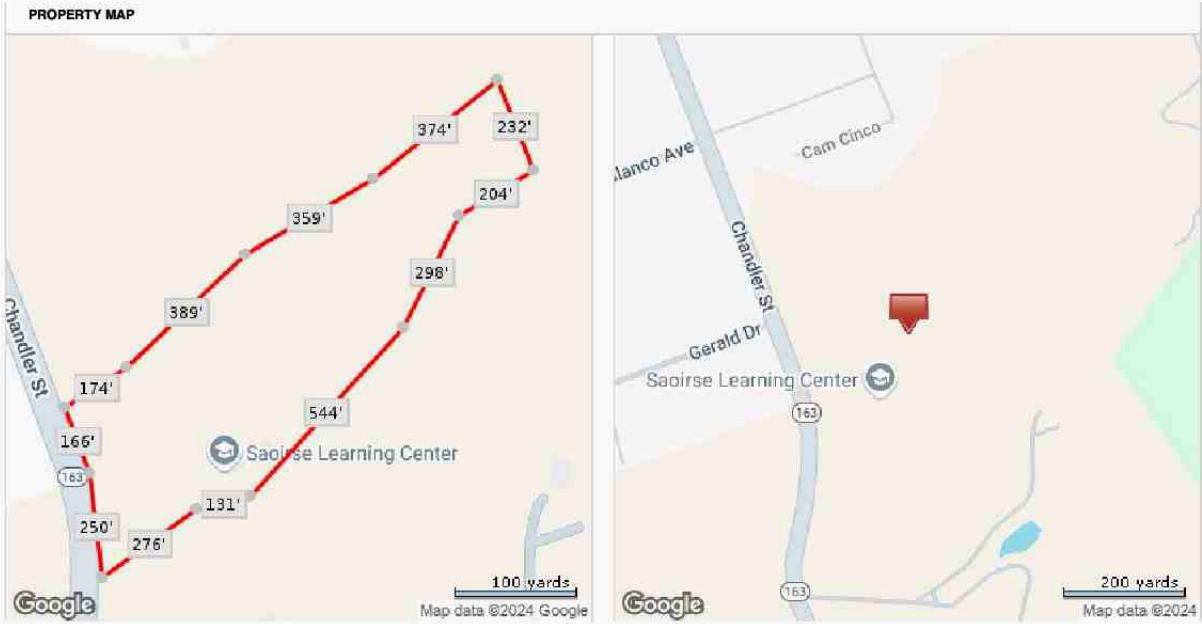 PROPERTY MAP
374'
232'
204'
359'
298'
389'
Chandler St
174'
544'
166'
Saoirse Learning Center
163
131'
250'
276'
100 yards
Google
Map data ©2024 Google
Cam Cinco
lanco Ave
Chandler St
Gerald Dr
Saoirse Learning Center
163
163
200 yards
Google
Map data ©2024